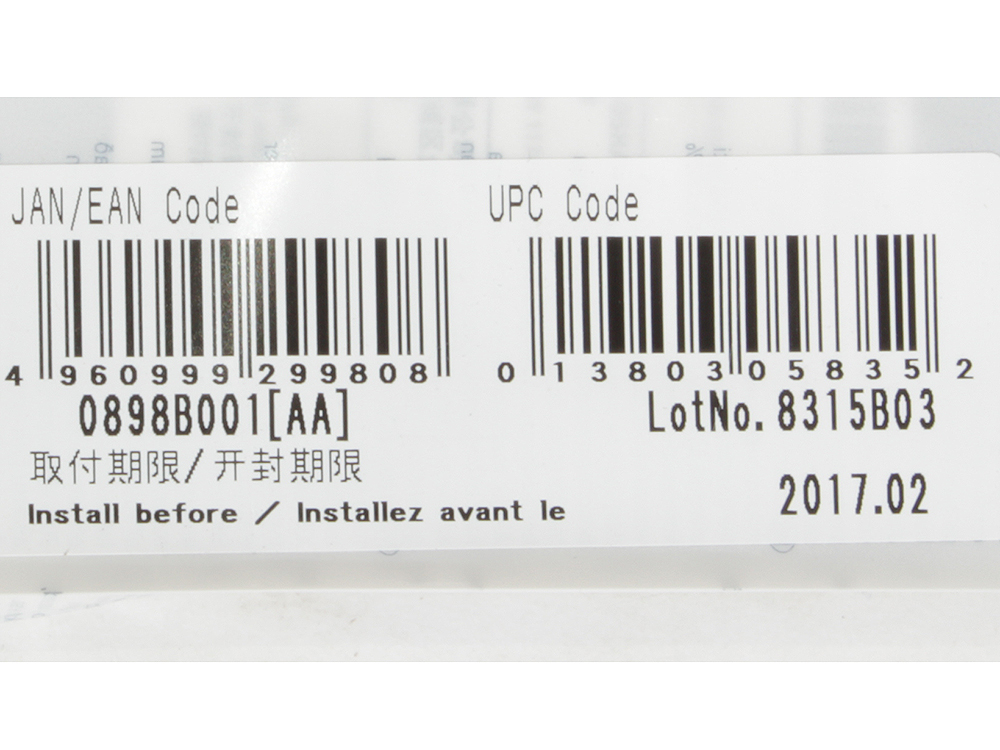 JAN/EAN Code
4 960999 299808
0898B001[AA]
UPC Code
0 13803 05835 2
LotNo. 8315B03
取付期限/开封期限
Install before / Installez avant le
2017.02